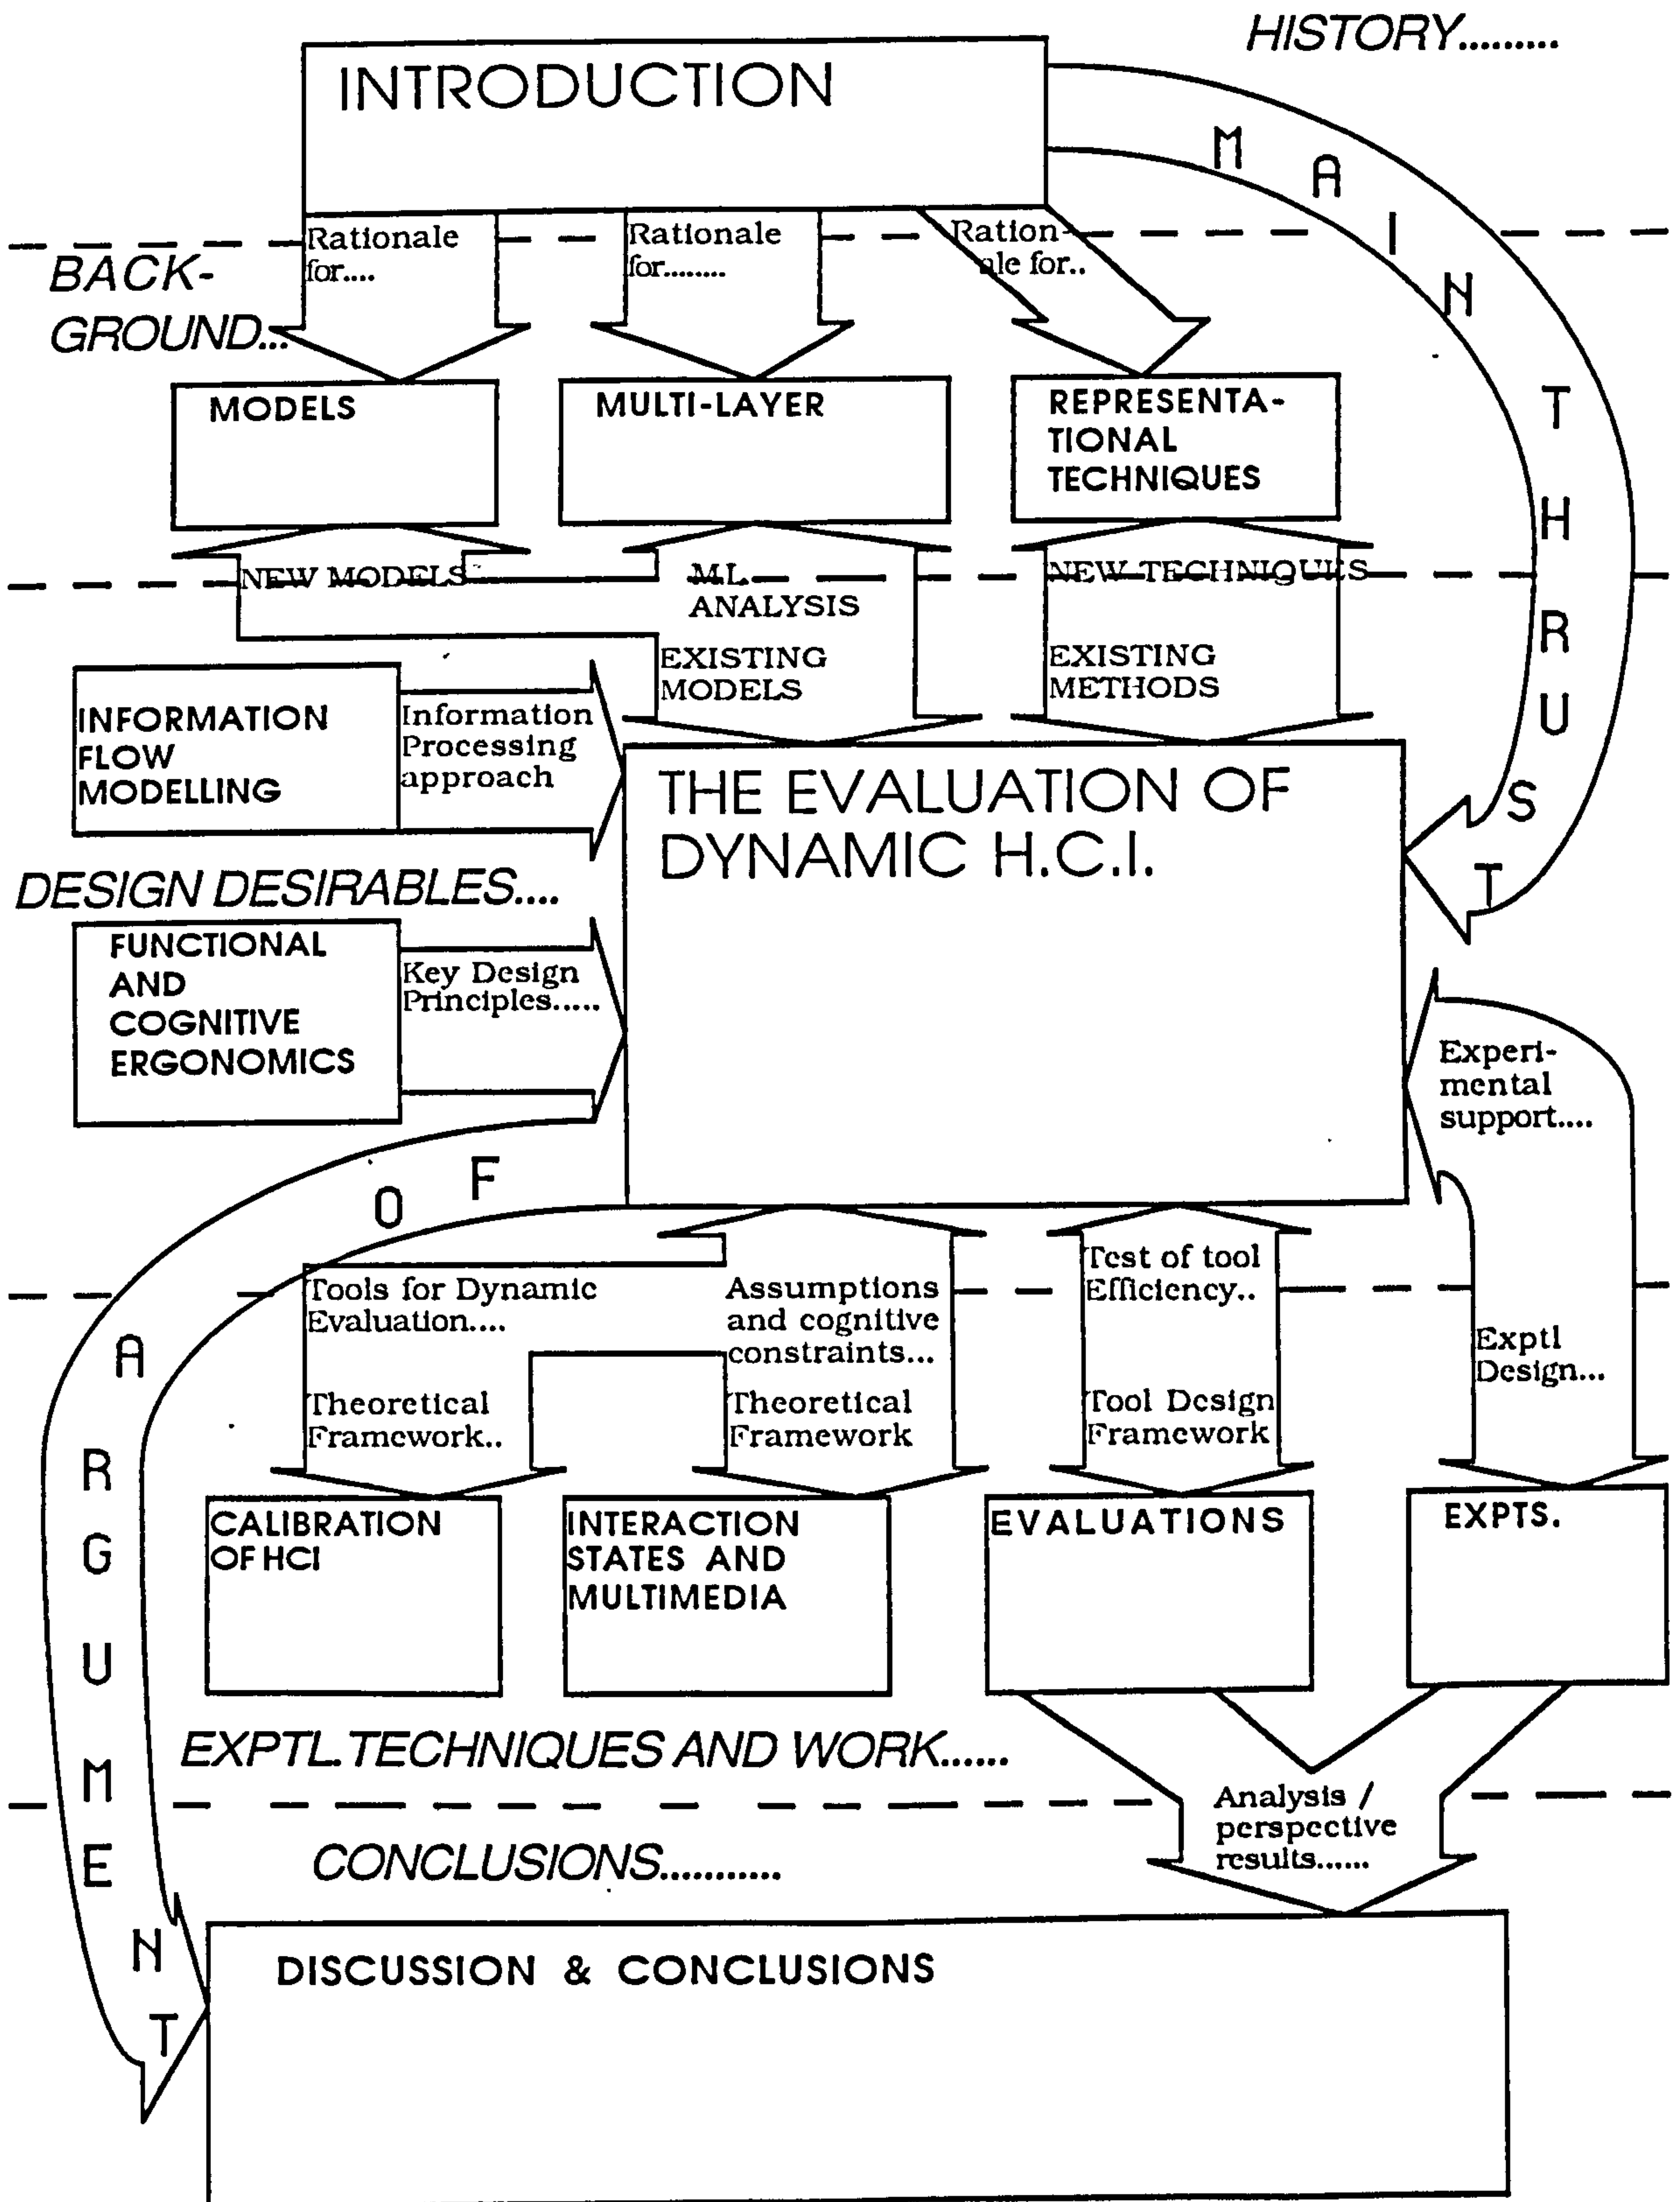 HISTORY.........
INTRODUCTION
MAIN THRUST
Rationale
for....
Rationale
for........
Ration-
ale for..
BACK-
GROUND...
MODELS
MULTI-LAYER
REPRESENTA-
TIONAL
TECHNIQUES
NEW MODELS
M.L.
ANALYSIS
NEW TECHNIQUES
EXISTING
MODELS
EXISTING
METHODS
INFORMATION
FLOW
MODELLING
Information
Processing
approach
THE EVALUATION OF
DYNAMIC H.C.I.
DESIGN DESIRABLES....
FUNCTIONAL
AND
COGNITIVE
ERGONOMICS
Key Design
Principles.....
Experi-
mental
support....
OF ARGUMENT
Tools for Dynamic
Evaluation....
Assumptions
and cognitive
constraints...
Test of tool
Efficiency..
Exptl
Design...
Theoretical
Framework..
Theoretical
Framework
Tool Design
Framework
CALIBRATION
OF HCI
INTERACTION
STATES AND
MULTIMEDIA
EVALUATIONS
EXPTS.
EXPTL. TECHNIQUES AND WORK......
Analysis /
perspective
results......
CONCLUSIONS...........
DISCUSSION & CONCLUSIONS